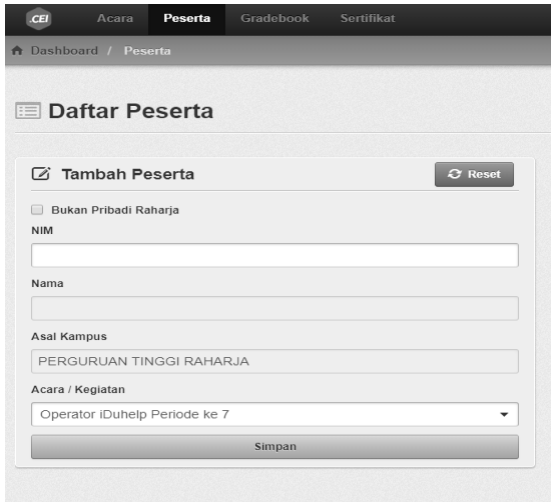 .CEI Acara Peserta Gradebook Sertifikat
Dashboard / Peserta
Daftar Peserta
Tambah Peserta Reset
Bukan Pribadi Raharja
NIM
Nama
Asal Kampus
PERGURUAN TINGGI RAHARJA
Acara / Kegiatan
Operator iDuhelp Periode ke 7
Simpan